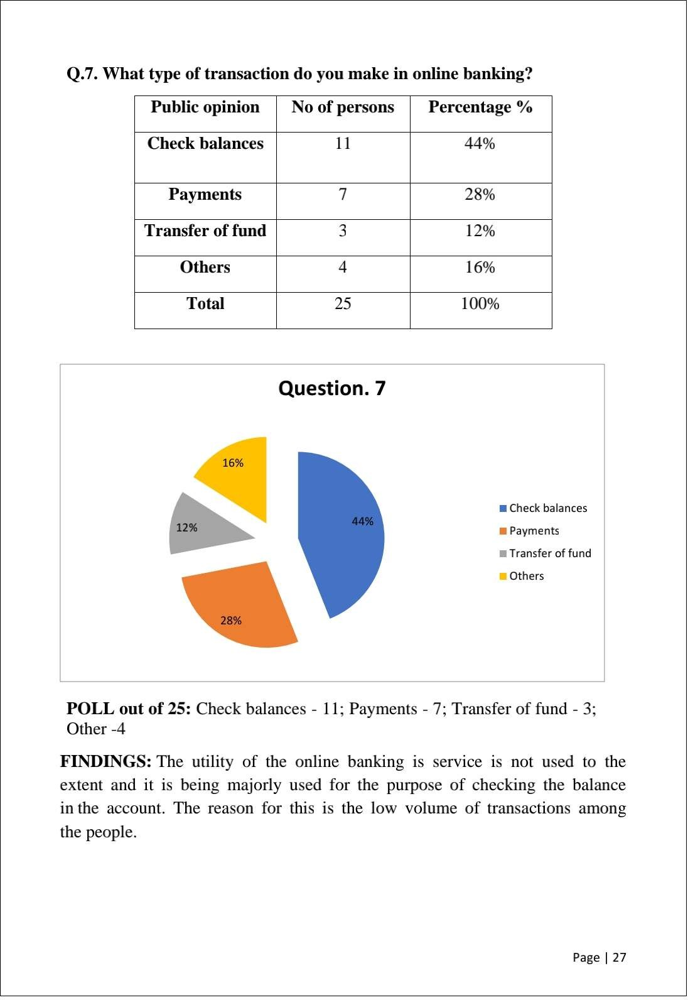 Q.7. What type of transaction do you make in online banking?
Public opinion No of persons Percentage %
Check balances 11 44%
Payments 7 28%
Transfer of fund 3 12%
Others 4 16%
Total 25 100%
Question. 7
16%
44%
12%
28%
Check balances
Payments
Transfer of fund
Others
POLL out of 25: Check balances - 11; Payments - 7; Transfer of fund - 3;
Other -4
FINDINGS: The utility of the online banking is service is not used to the
extent and it is being majorly used for the purpose of checking the balance
in the account. The reason for this is the low volume of transactions among
the people.
Page | 27